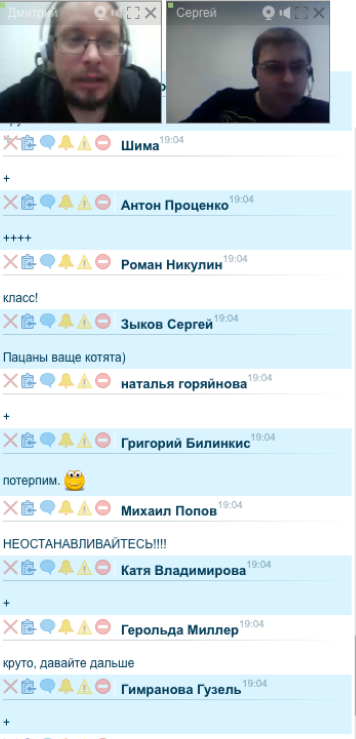 Дмитрий
Сергей
Шима 19:04
+
Антон Проценко 19:04
++++
Роман Никулин 19:04
класс!
Зыков Сергей 19:04
Пацаны ваще котята)
наталья горяйнова 19:04
+
Григорий Билинкис 19:04
потерпим.
Михаил Попов 19:04
НЕОСТАНАВЛИВАЙТЕСЬ!!!!
Катя Владимирова 19:04
+
Герольда Миллер 19:04
круто, давайте дальше
Гимранова Гузель 19:04
+